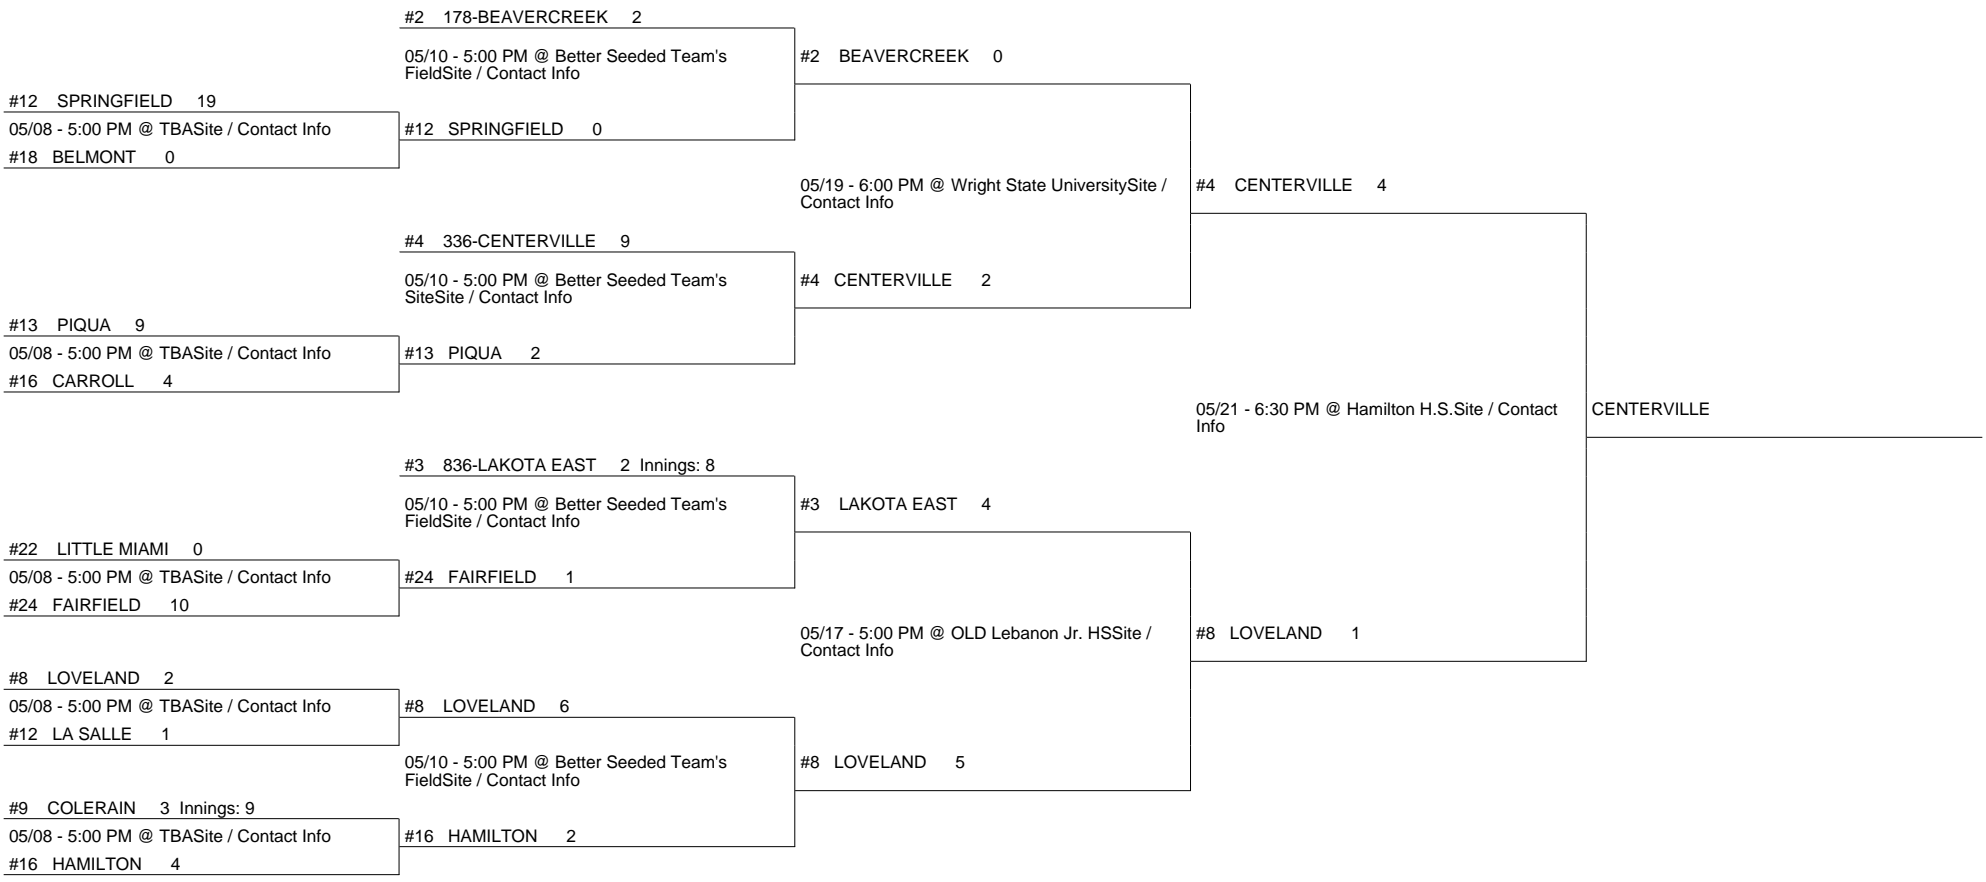 #2 178-BEAVERCREEK 2
05/10 - 5:00 PM @ Better Seeded Team's
FieldSite / Contact Info
#2 BEAVERCREEK 0
#12 SPRINGFIELD 19
05/08 - 5:00 PM @ TBASite / Contact Info
#12 SPRINGFIELD 0
#18 BELMONT 0
05/19 - 6:00 PM @ Wright State UniversitySite /
Contact Info
#4 CENTERVILLE 4
#4 336-CENTERVILLE 9
05/10 - 5:00 PM @ Better Seeded Team's
SiteSite / Contact Info
#4 CENTERVILLE 2
#13 PIQUA 9
05/08 - 5:00 PM @ TBASite / Contact Info
#13 PIQUA 2
#16 CARROLL 4
05/21 - 6:30 PM @ Hamilton H.S.Site / Contact
Info
CENTERVILLE
#3 836-LAKOTA EAST 2 Innings: 8
05/10 - 5:00 PM @ Better Seeded Team's
FieldSite / Contact Info
#3 LAKOTA EAST 4
#22 LITTLE MIAMI 0
05/08 - 5:00 PM @ TBASite / Contact Info
#24 FAIRFIELD 1
#24 FAIRFIELD 10
05/17 - 5:00 PM @ OLD Lebanon Jr. HSSite /
Contact Info
#8 LOVELAND 1
#8 LOVELAND 2
05/08 - 5:00 PM @ TBASite / Contact Info
#8 LOVELAND 6
#12 LA SALLE 1
05/10 - 5:00 PM @ Better Seeded Team's
FieldSite / Contact Info
#8 LOVELAND 5
#9 COLERAIN 3 Innings: 9
05/08 - 5:00 PM @ TBASite / Contact Info
#16 HAMILTON 2
#16 HAMILTON 4